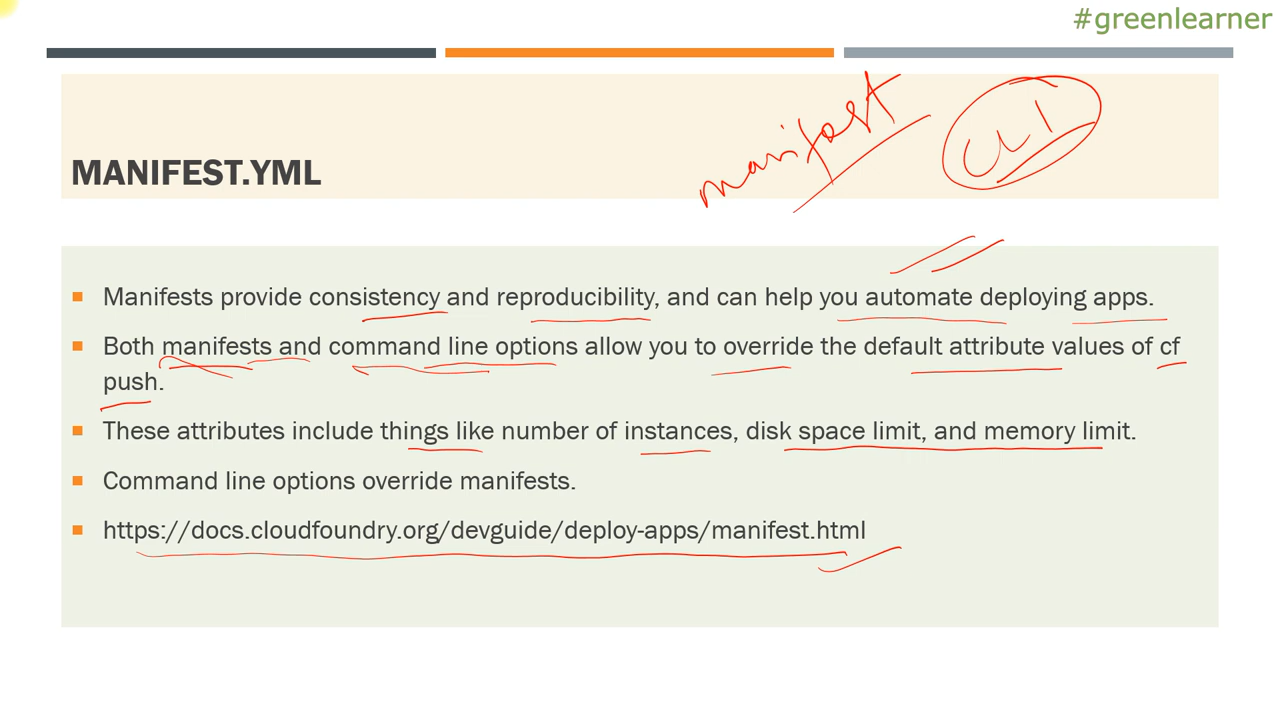 #greenlearner
manifest
CLI
MANIFEST.YML
Manifests provide consistency and reproducibility, and can help you automate deploying apps.
Both manifests and command line options allow you to override the default attribute values of cf
push.
These attributes include things like number of instances, disk space limit, and memory limit.
Command line options override manifests.
https://docs.cloudfoundry.org/devguide/deploy-apps/manifest.html